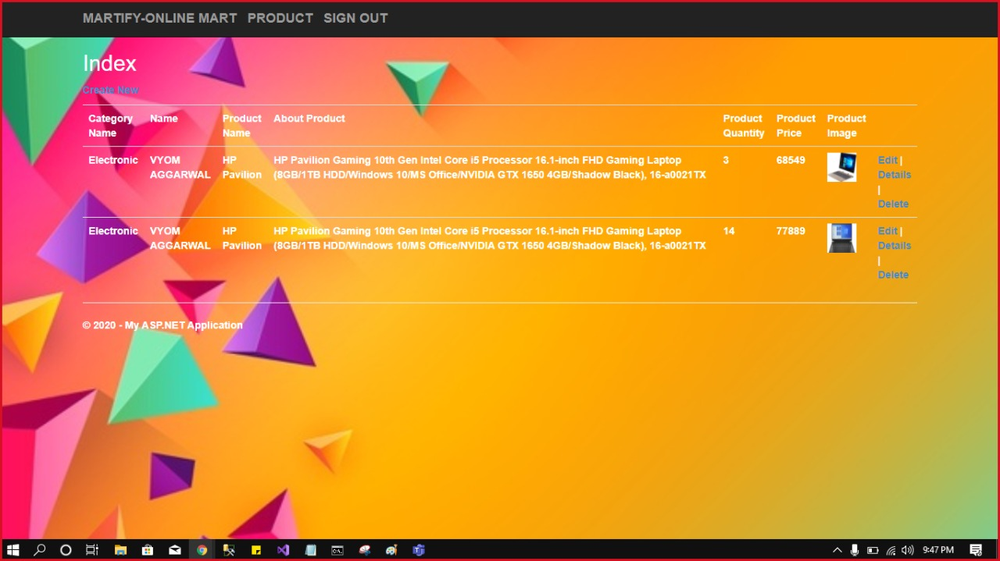 MARTIFY-ONLINE MART PRODUCT SIGN OUT
Index
Create New
Category Name Product Name About Product Product Quantity Product Price Product Image
Electronic VYOM AGGARWAL HP Pavilion HP Pavilion Gaming 10th Gen Intel Core i5 Processor 16.1-inch FHD Gaming Laptop (8GB/1TB HDD/Windows 10/MS Office/NVIDIA GTX 1650 4GB/Shadow Black), 16-a0021TX 3 68549 Edit | Details | Delete
Electronic VYOM AGGARWAL HP Pavilion HP Pavilion Gaming 10th Gen Intel Core i5 Processor 16.1-inch FHD Gaming Laptop (8GB/1TB HDD/Windows 10/MS Office/NVIDIA GTX 1650 4GB/Shadow Black), 16-a0021TX 14 77889 Edit | Details | Delete
© 2020 - My ASP.NET Application
9:47 PM